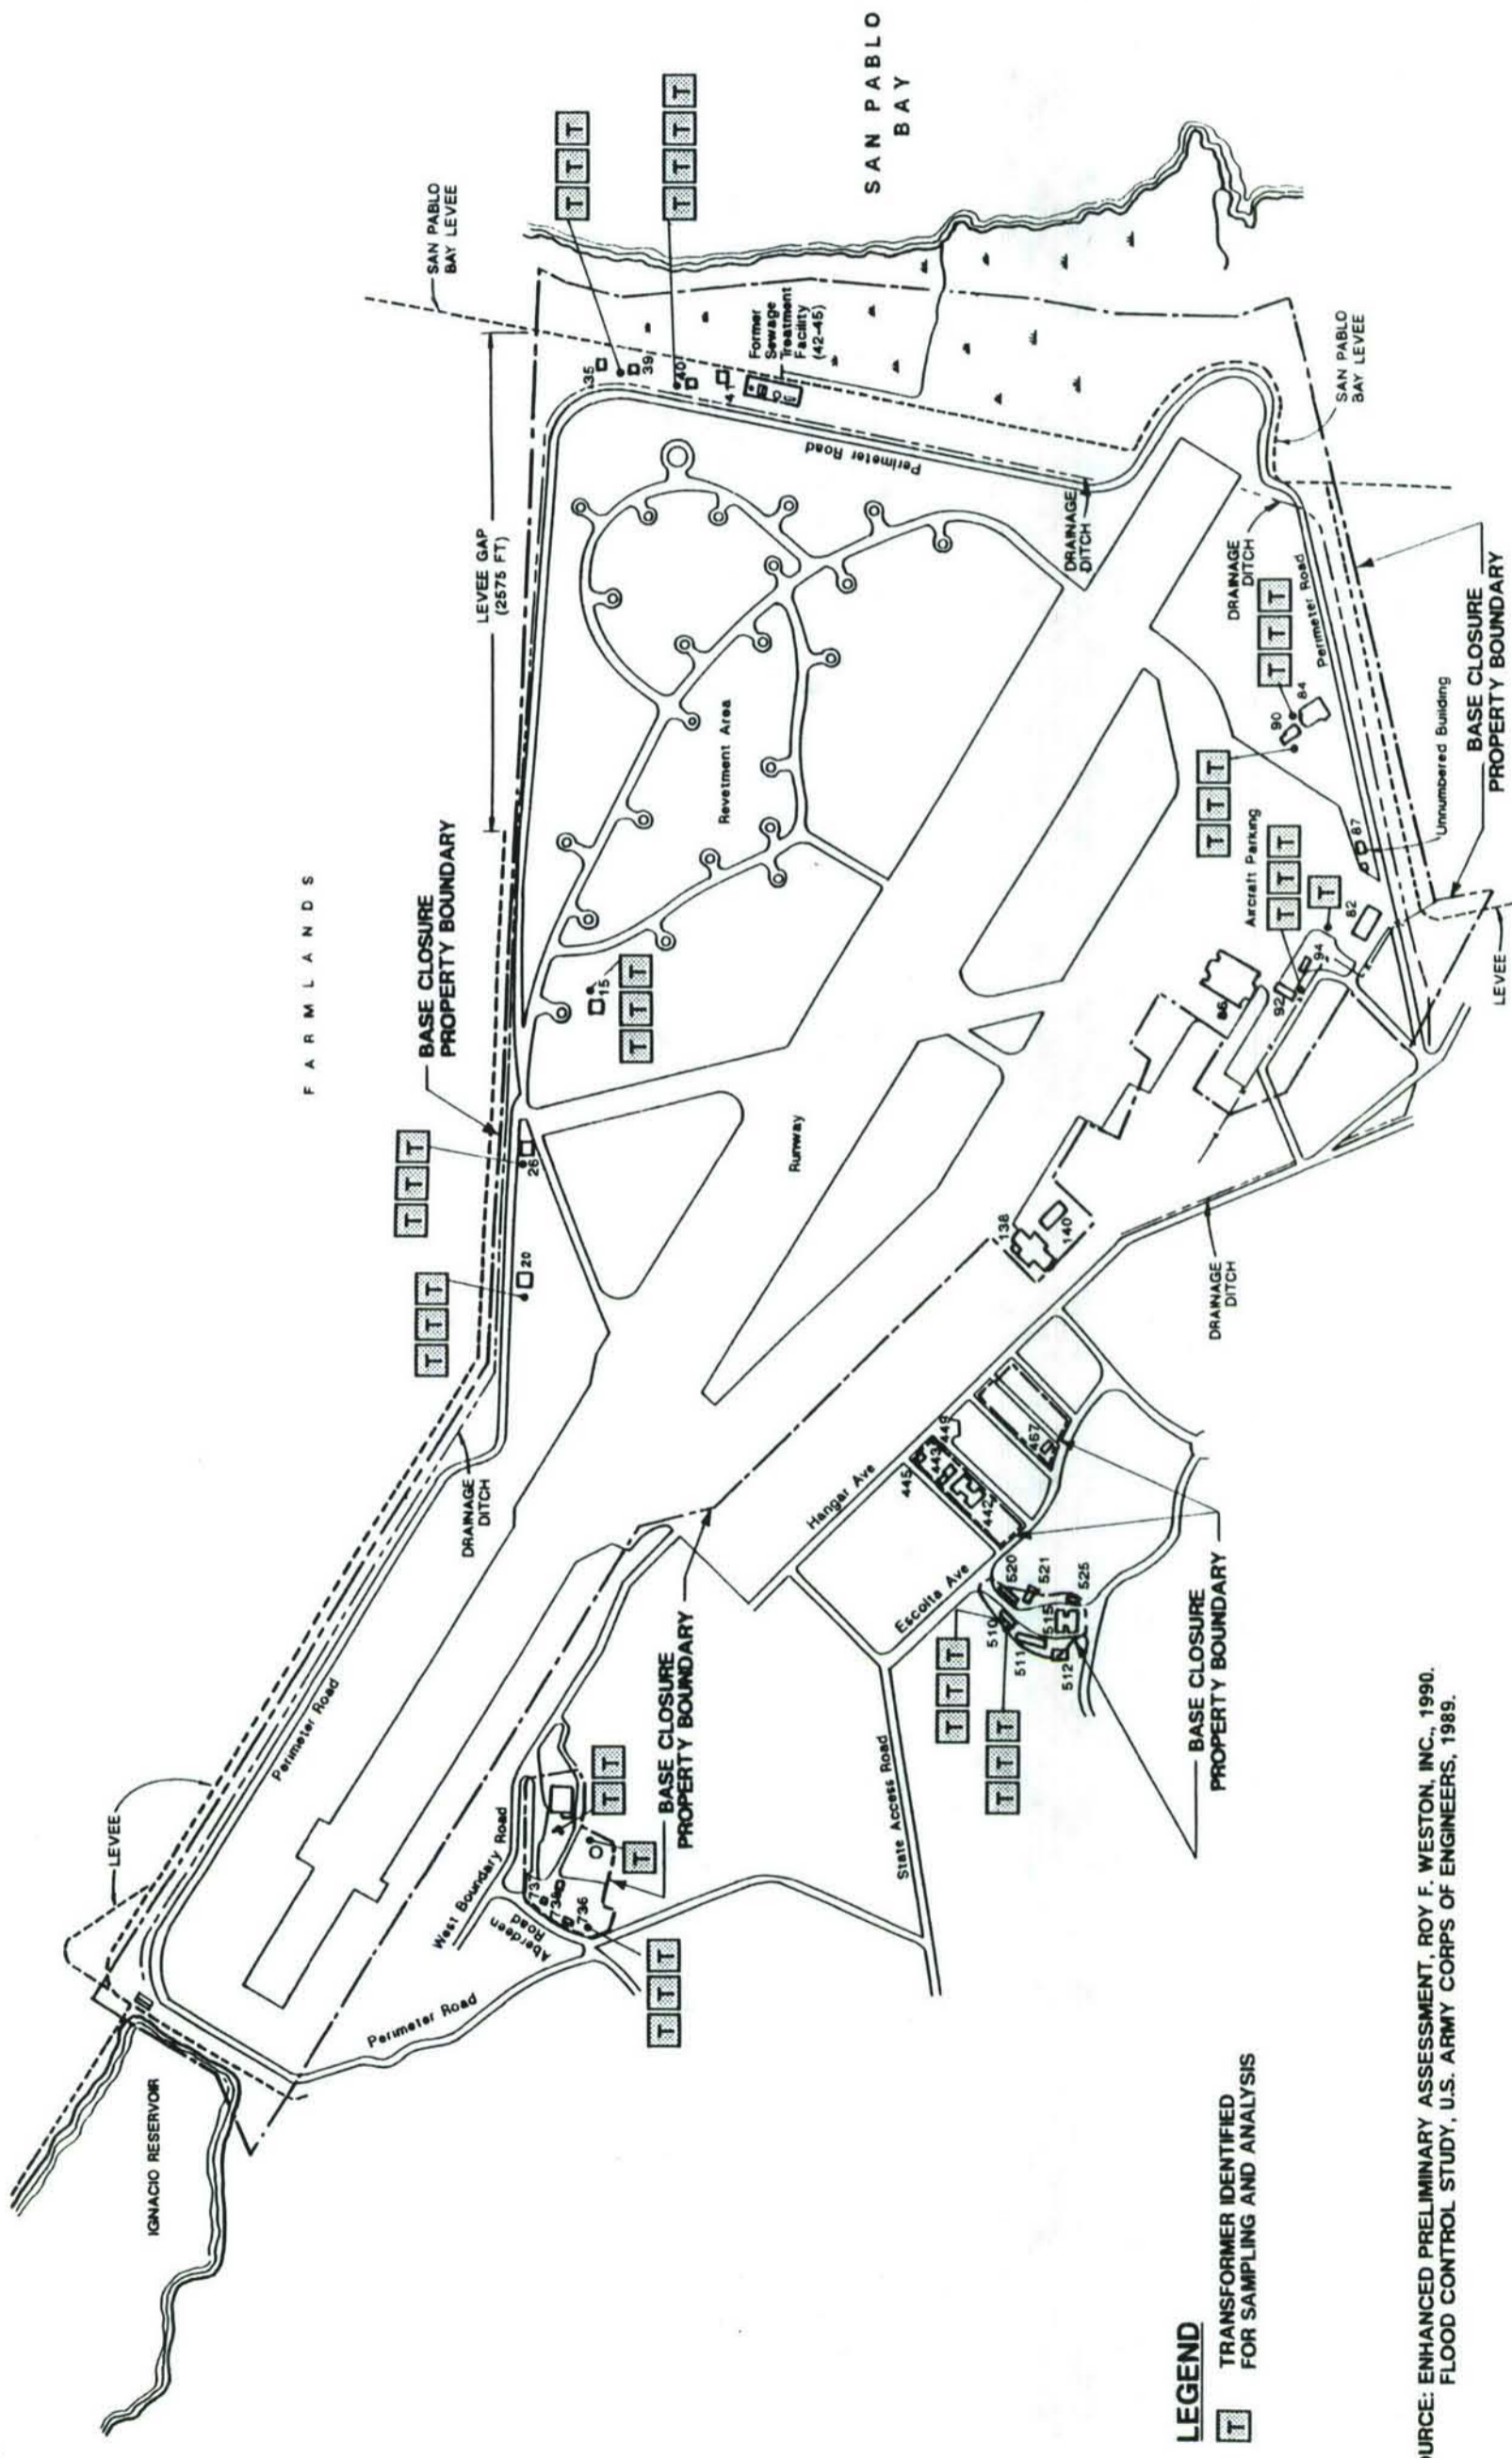 SAN PABLO
BAY
SAN PABLO
BAY LEVEE
T T T
T T T T
35
39
40
41
Former
Sewage
Treatment
Facility
(42-45)
Perimeter Road
LEVEE GAP
(2575 FT)
DRAINAGE
DITCH
SAN PABLO
BAY LEVEE
DRAINAGE
DITCH
T T T
Perimeter Road
84
90
T T T
BASE CLOSURE
PROPERTY BOUNDARY
Unnumbered Building
87
Aircraft Parking
T T T
T
82
94
92
86
LEVEE
Revetment Area
FARMLANDS
BASE CLOSURE
PROPERTY BOUNDARY
15
T T T
T T T
26
T T T
20
Runway
138
140
DRAINAGE
DITCH
DRAINAGE
DITCH
Hangar Ave
449
443
445
442
467
Escolta Ave
520
521
525
510
515
511
512
T T T
T T T
BASE CLOSURE
PROPERTY BOUNDARY
State Access Road
BASE CLOSURE
PROPERTY BOUNDARY
Perimeter Road
LEVEE
West Boundary Road
T T
T
737
736
Aberdeen
Road
T T T
Perimeter Road
IGNACIO RESERVOIR
LEGEND
T TRANSFORMER IDENTIFIED
FOR SAMPLING AND ANALYSIS
OURCE: ENHANCED PRELIMINARY ASSESSMENT, ROY F. WESTON, INC., 1990.
FLOOD CONTROL STUDY, U.S. ARMY CORPS OF ENGINEERS, 1989.